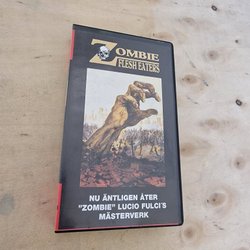 ZOMBIE
FLESH EATERS
NU ÄNTLIGEN ÅTER
"ZOMBIE" LUCIO FULCI'S
MÄSTERVERK